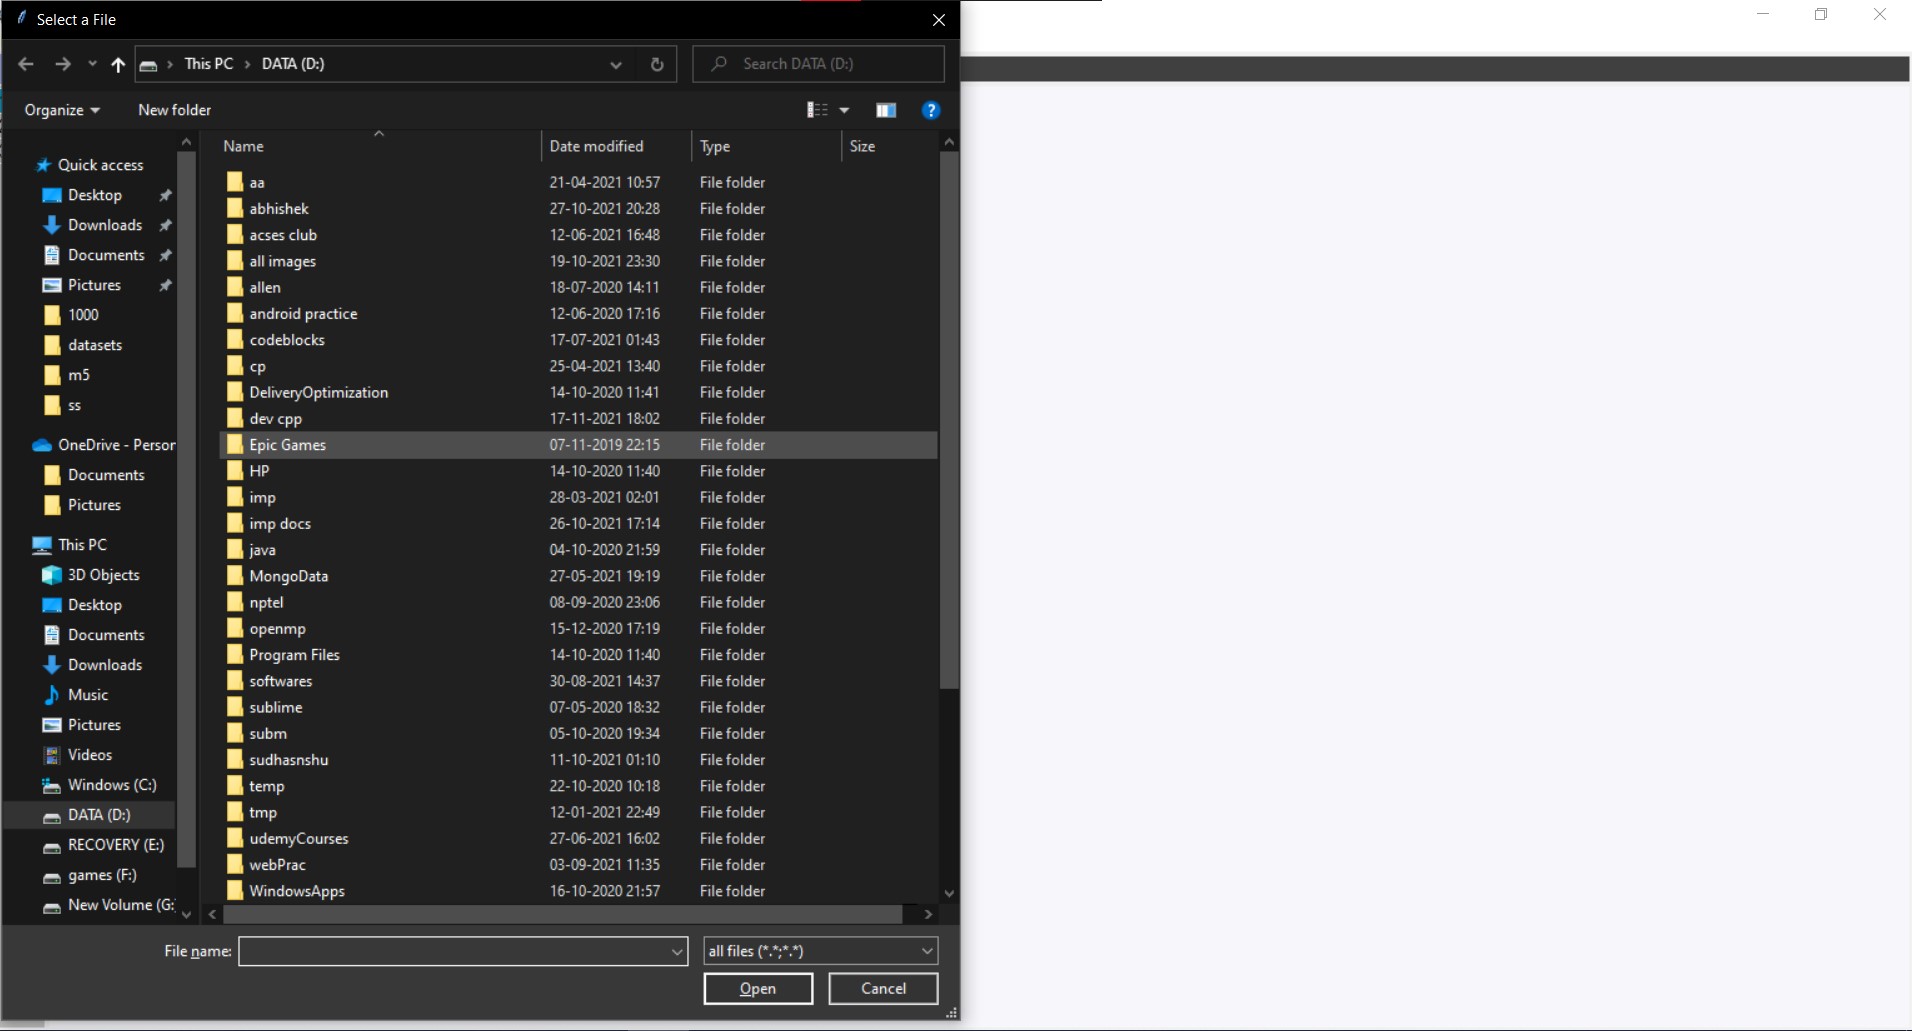 Select a File
This PC > DATA (D:)
Search DATA (D:)
Organize
New folder
?
Name
Date modified
Type
Size
Quick access
Desktop
Downloads
Documents
Pictures
1000
datasets
m5
ss
OneDrive - Person
Documents
Pictures
This PC
3D Objects
Desktop
Documents
Downloads
Music
Pictures
Videos
Windows (C:)
DATA (D:)
RECOVERY (E:)
games (F:)
New Volume (G:
aa 21-04-2021 10:57 File folder
abhishek 27-10-2021 20:28 File folder
acses club 12-06-2021 16:48 File folder
all images 19-10-2021 23:30 File folder
allen 18-07-2020 14:11 File folder
android practice 12-06-2020 17:16 File folder
codeblocks 17-07-2021 01:43 File folder
cp 25-04-2021 13:40 File folder
DeliveryOptimization 14-10-2020 11:41 File folder
dev cpp 17-11-2021 18:02 File folder
Epic Games 07-11-2019 22:15 File folder
HP 14-10-2020 11:40 File folder
imp 28-03-2021 02:01 File folder
imp docs 26-10-2021 17:14 File folder
java 04-10-2020 21:59 File folder
MongoData 27-05-2021 19:19 File folder
nptel 08-09-2020 23:06 File folder
openmp 15-12-2020 17:19 File folder
Program Files 14-10-2020 11:40 File folder
softwares 30-08-2021 14:37 File folder
sublime 07-05-2020 18:32 File folder
subm 05-10-2020 19:34 File folder
sudhasnshu 11-10-2021 01:10 File folder
temp 22-10-2020 10:18 File folder
tmp 12-01-2021 22:49 File folder
udemyCourses 27-06-2021 16:02 File folder
webPrac 03-09-2021 11:35 File folder
WindowsApps 16-10-2020 21:57 File folder
File name:
all files (*.*;*.*)
Open
Cancel